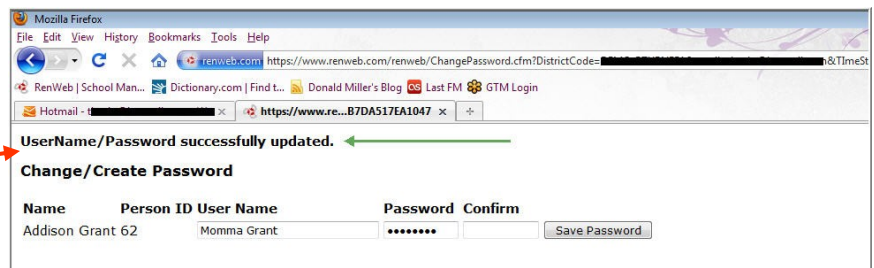 Mozilla Firefox
File Edit View History Bookmarks Tools Help
renweb.com https://www.renweb.com/renweb/ChangePassword.cfm?DistrictCode= n&TImeSt
RenWeb | School Man... Dictionary.com | Find t... Donald Miller's Blog Last FM GTM Login
Hotmail - t × https://www.re...B7DA517EA1047 ×
UserName/Password successfully updated.
Change/Create Password
Name Person ID User Name Password Confirm
Addison Grant 62 Momma Grant •••••••• Save Password